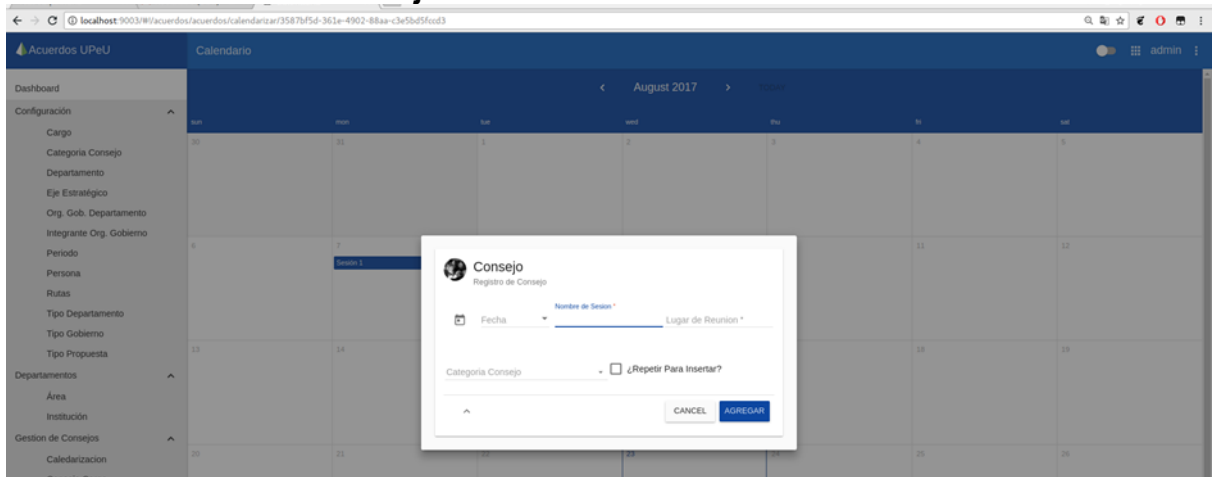 localhost:9003/#!/acuerdos/acuerdos/calendarizar/3587bf5d-361e-4902-88aa-c3e5bd5fccd3
Acuerdos UPeU
Calendario
admin
Dashboard
Configuración
Cargo
Categoria Consejo
Departamento
Eje Estratégico
Org. Gob. Departamento
Integrante Org. Gobierno
Periodo
Persona
Rutas
Tipo Departamento
Tipo Gobierno
Tipo Propuesta
Departamentos
Área
Institución
Gestion de Consejos
Caledarizacion
August 2017
sun mon tue wed thu fri sat
30 31 1 2 3 4 5
6 7 11 12
Sesión 1
13 14 18 19
20 21 22 23 24 25 26
Consejo
Registro de Consejo
Fecha
Nombre de Sesion *
Lugar de Reunion *
Categoria Consejo
¿Repetir Para Insertar?
CANCEL AGREGAR